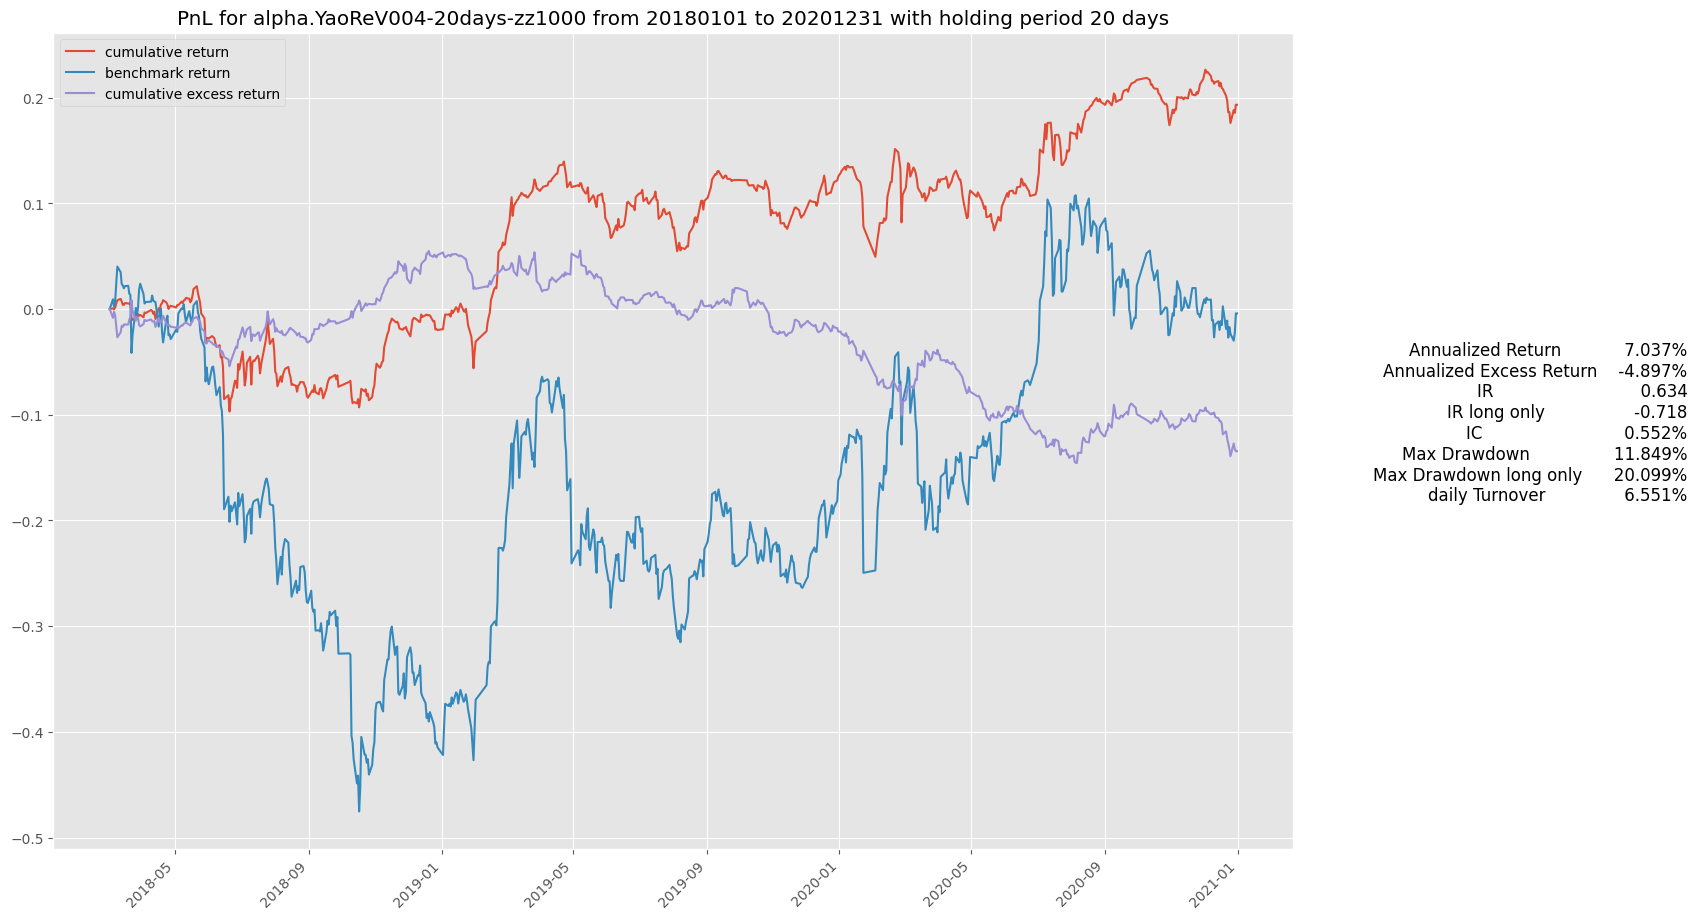 PnL for alpha.YaoReV004-20days-zz1000 from 20180101 to 20201231 with holding period 20 days
cumulative return
benchmark return
cumulative excess return
0.2
0.1
0.0
−0.1
−0.2
−0.3
−0.4
−0.5
2018-05
2018-09
2019-01
2019-05
2019-09
2020-01
2020-05
2020-09
2021-01
Annualized Return 7.037%
Annualized Excess Return -4.897%
IR 0.634
IR long only -0.718
IC 0.552%
Max Drawdown 11.849%
Max Drawdown long only 20.099%
daily Turnover 6.551%